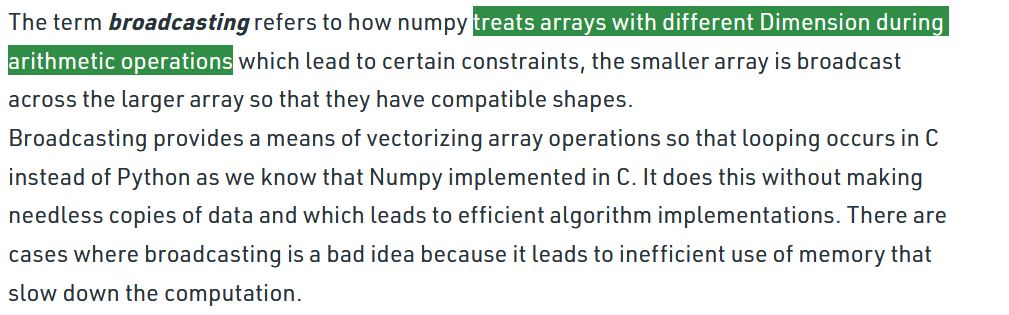 The term broadcasting refers to how numpy treats arrays with different Dimension during
arithmetic operations which lead to certain constraints, the smaller array is broadcast
across the larger array so that they have compatible shapes.
Broadcasting provides a means of vectorizing array operations so that looping occurs in C
instead of Python as we know that Numpy implemented in C. It does this without making
needless copies of data and which leads to efficient algorithm implementations. There are
cases where broadcasting is a bad idea because it leads to inefficient use of memory that
slow down the computation.